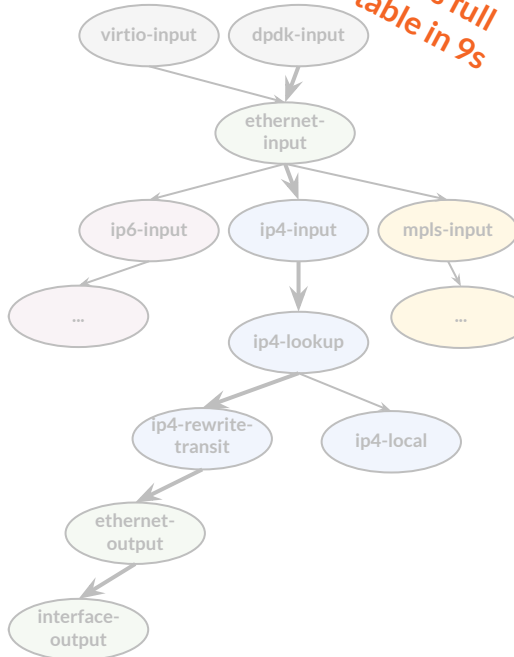 full
table in 9s
virtio-input
dpdk-input
ethernet-
input
ip6-input
ip4-input
mpls-input
...
...
ip4-lookup
ip4-rewrite-
transit
ip4-local
ethernet-
output
interface-
output